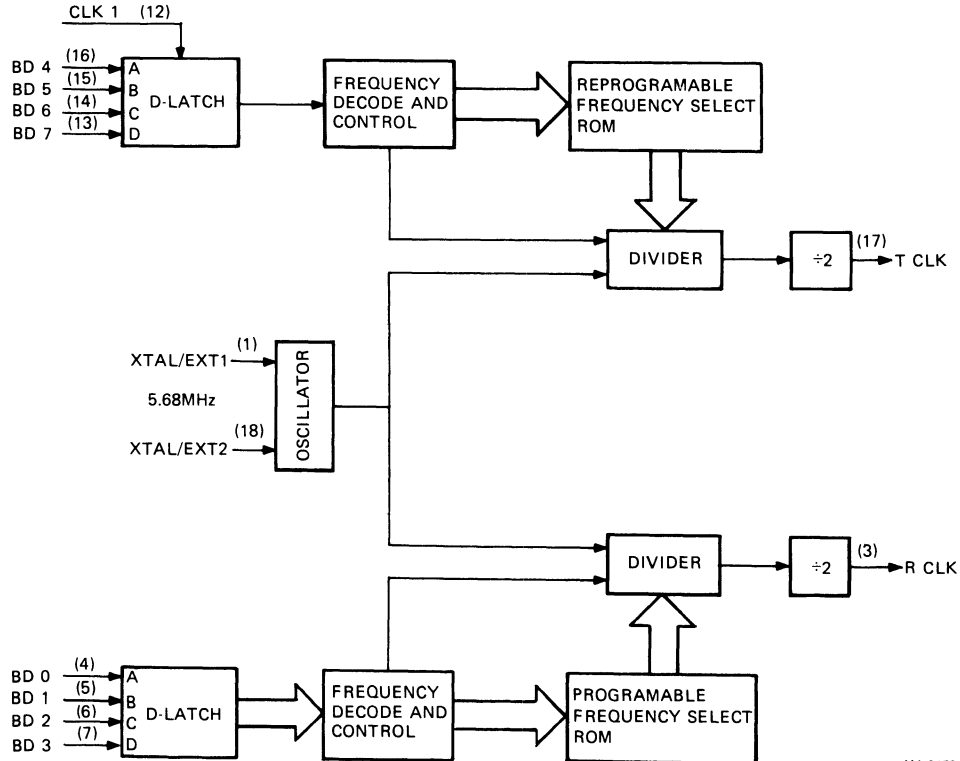 CLK 1 (12)
BD 4 (16) A
BD 5 (15) B
BD 6 (14) C
BD 7 (13) D
D-LATCH
FREQUENCY
DECODE AND
CONTROL
REPROGRAMABLE
FREQUENCY SELECT
ROM
DIVIDER
÷2
(17)
T CLK
XTAL/EXT1 (1)
5.68MHz
XTAL/EXT2 (18)
OSCILLATOR
DIVIDER
÷2
(3)
R CLK
BD 0 (4) A
BD 1 (5) B
BD 2 (6) C
BD 3 (7) D
D-LATCH
FREQUENCY
DECODE AND
CONTROL
PROGRAMABLE
FREQUENCY SELECT
ROM